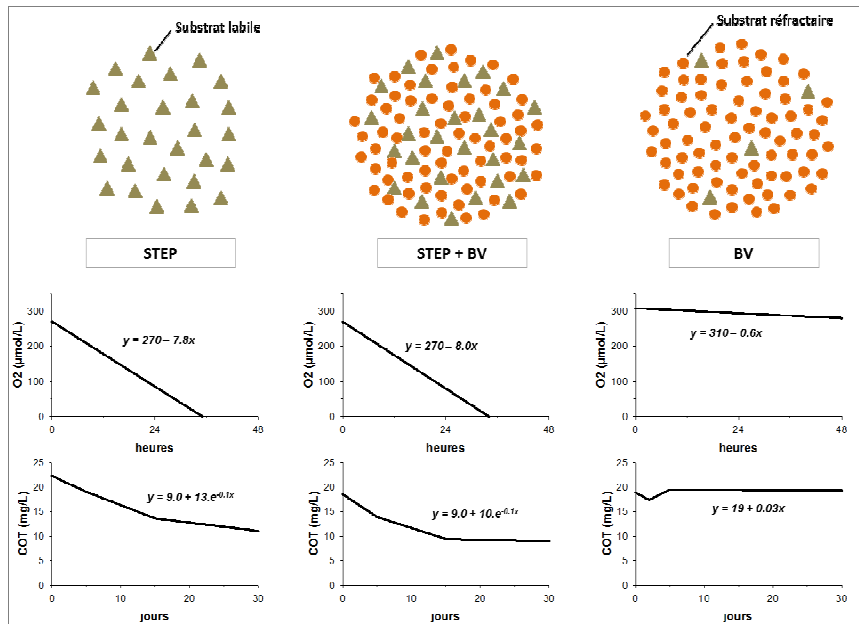 Substrat labile
Substrat réfractaire
STEP
STEP + BV
BV
O2 (µmol/L)
300
200
100
0
y = 270 – 7.8x
0 24 48
heures
O2 (µmol/L)
300
200
100
0
y = 270 – 8.0x
0 24 48
heures
O2 (µmol/L)
300
200
100
0
y = 310 – 0.6x
0 24 48
heures
COT (mg/L)
25
20
15
10
5
0
y = 9.0 + 13.e-0.1x
0 10 20 30
jours
COT (mg/L)
25
20
15
10
5
0
y = 9.0 + 10.e-0.1x
0 10 20 30
jours
COT (mg/L)
25
20
15
10
5
0
y = 19 + 0.03x
0 10 20 30
jours